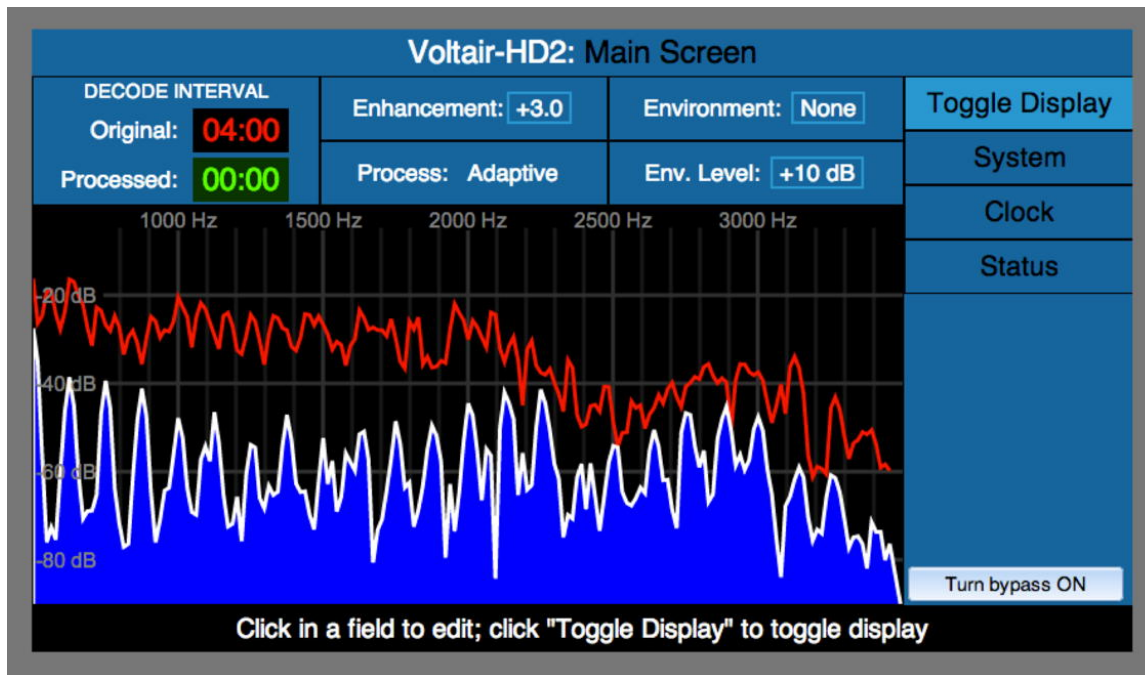 Voltair-HD2: Main Screen
DECODE INTERVAL
Original: 04:00
Processed: 00:00
Enhancement: +3.0
Environment: None
Process: Adaptive
Env. Level: +10 dB
Toggle Display
System
Clock
Status
1000 Hz 1500 Hz 2000 Hz 2500 Hz 3000 Hz
-20 dB
-40 dB
-60 dB
-80 dB
Turn bypass ON
Click in a field to edit; click "Toggle Display" to toggle display